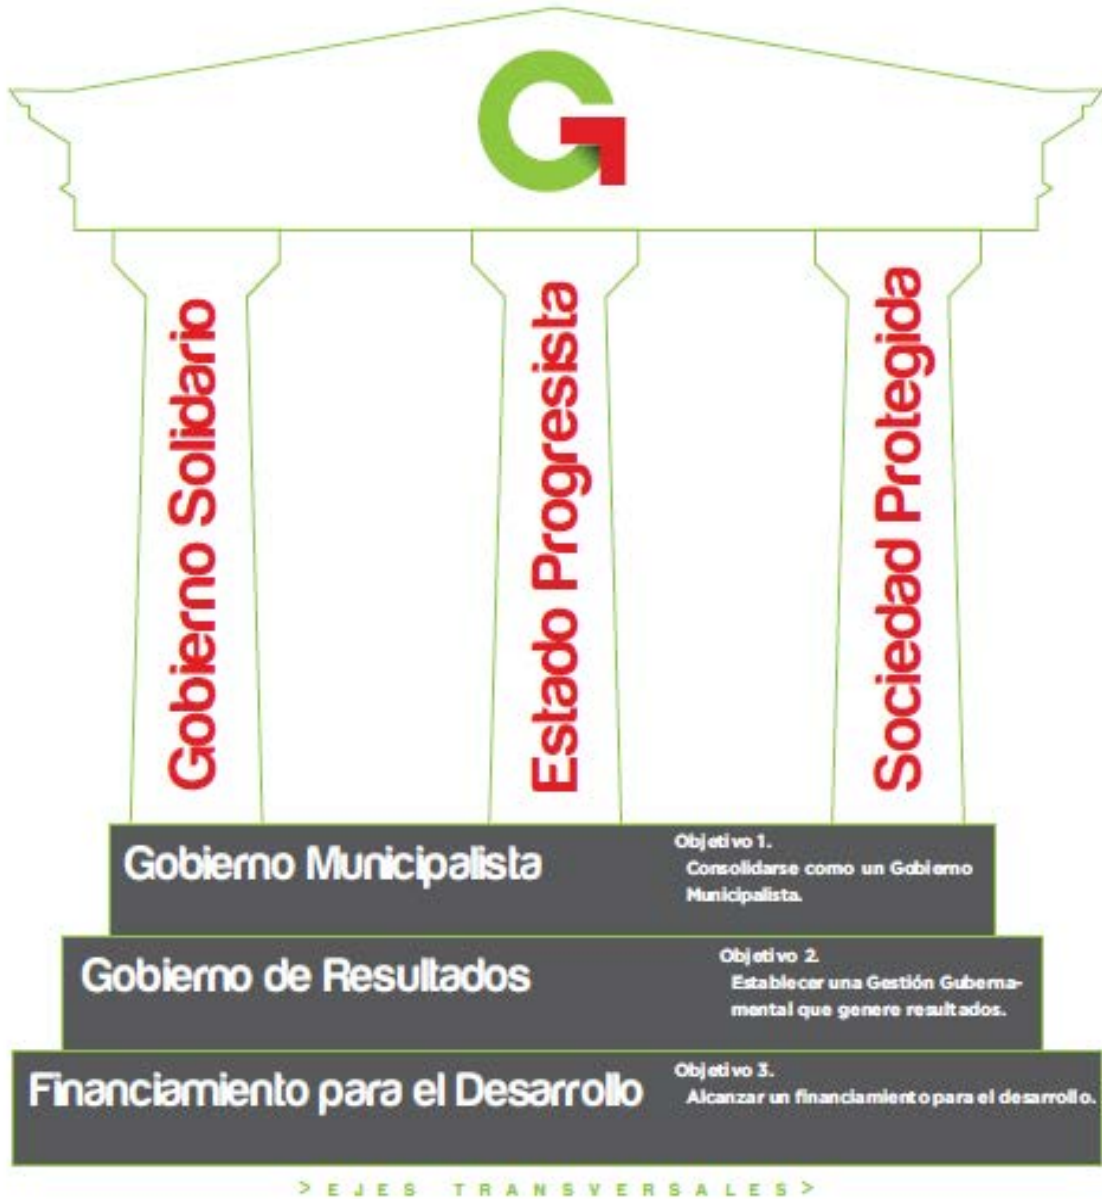 Gobierno Solidario
Estado Progresista
Sociedad Protegida
Gobierno Municipalista
Objetivo 1.
Consolidarse como un Gobierno
Municipalista.
Gobierno de Resultados
Objetivo 2.
Establecer una Gestión Guberna-
mental que genere resultados.
Financiamiento para el Desarrollo
Objetivo 3.
Alcanzar un financiamiento para el desarrollo.
> EJES TRANSVERSALES >